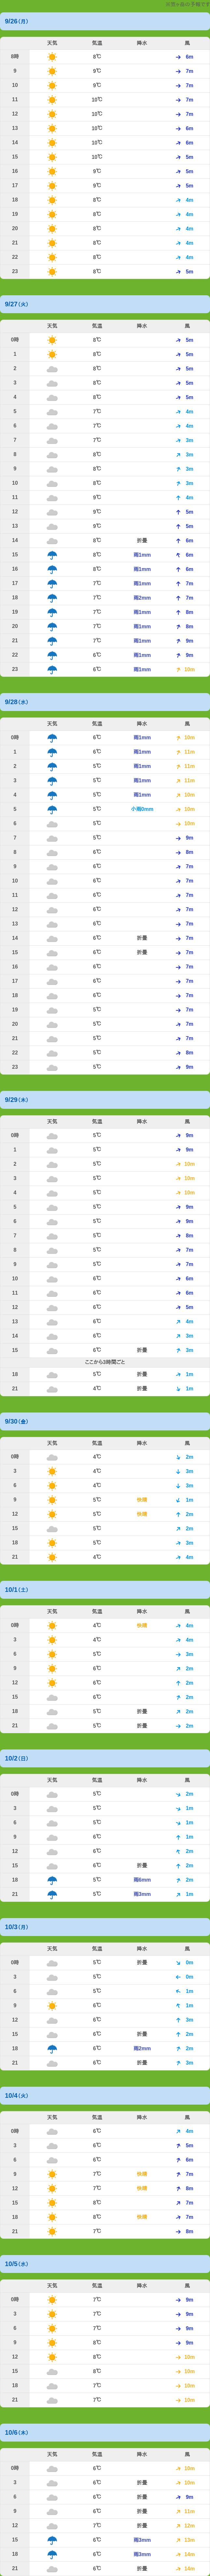 9/26(月)
天気 気温 降水 風
8時 8℃ 6m
9 9℃ 7m
10 9℃ 7m
11 10℃ 7m
12 10℃ 7m
13 10℃ 6m
14 10℃ 6m
15 10℃ 5m
16 9℃ 5m
17 9℃ 5m
18 8℃ 4m
19 8℃ 4m
20 8℃ 4m
21 8℃ 4m
22 8℃ 4m
23 8℃ 5m
9/27(火)
天気 気温 降水 風
0時 8℃ 5m
1 8℃ 5m
2 8℃ 5m
3 8℃ 5m
4 8℃ 5m
5 7℃ 4m
6 7℃ 4m
7 7℃ 3m
8 8℃ 3m
9 8℃ 3m
10 8℃ 3m
11 9℃ 4m
12 9℃ 5m
13 9℃ 5m
14 8℃ 折畳 6m
15 8℃ 雨1mm 6m
16 8℃ 雨1mm 6m
17 7℃ 雨1mm 7m
18 7℃ 雨2mm 7m
19 7℃ 雨1mm 8m
20 7℃ 雨1mm 8m
21 7℃ 雨1mm 9m
22 6℃ 雨1mm 9m
23 6℃ 雨1mm 10m
9/28(水)
天気 気温 降水 風
0時 6℃ 雨1mm 10m
1 6℃ 雨1mm 11m
2 5℃ 雨1mm 11m
3 5℃ 雨1mm 11m
4 5℃ 雨1mm 10m
5 5℃ 小雨0mm 10m
6 5℃ 10m
7 5℃ 9m
8 6℃ 8m
9 6℃ 7m
10 6℃ 7m
11 6℃ 7m
12 6℃ 7m
13 6℃ 7m
14 6℃ 折畳 7m
15 6℃ 折畳 7m
16 6℃ 7m
17 6℃ 7m
18 6℃ 7m
19 5℃ 7m
20 5℃ 7m
21 5℃ 7m
22 5℃ 8m
23 5℃ 9m
9/29(木)
天気 気温 降水 風
0時 5℃ 9m
1 5℃ 9m
2 5℃ 10m
3 5℃ 10m
4 5℃ 10m
5 5℃ 9m
6 5℃ 9m
7 5℃ 8m
8 5℃ 7m
9 5℃ 7m
10 6℃ 6m
11 6℃ 6m
12 6℃ 5m
13 6℃ 4m
14 6℃ 3m
15 6℃ 折畳 3m
ここから3時間ごと
18 5℃ 折畳 1m
21 4℃ 折畳 1m
9/30(金)
天気 気温 降水 風
0時 4℃ 2m
3 4℃ 3m
6 4℃ 3m
9 5℃ 快晴 1m
12 5℃ 快晴 2m
15 5℃ 2m
18 5℃ 3m
21 4℃ 4m
10/1(土)
天気 気温 降水 風
0時 4℃ 快晴 4m
3 4℃ 4m
6 5℃ 3m
9 6℃ 2m
12 6℃ 2m
15 6℃ 2m
18 5℃ 折畳 2m
21 5℃ 折畳 2m
10/2(日)
天気 気温 降水 風
0時 5℃ 2m
3 5℃ 1m
6 5℃ 1m
9 6℃ 1m
12 6℃ 2m
15 6℃ 折畳 2m
18 5℃ 雨6mm 2m
21 5℃ 雨3mm 1m
10/3(月)
天気 気温 降水 風
0時 5℃ 折畳 0m
3 5℃ 0m
6 5℃ 1m
9 6℃ 1m
12 6℃ 3m
15 6℃ 折畳 2m
18 6℃ 雨2mm 2m
21 6℃ 折畳 3m
10/4(火)
天気 気温 降水 風
0時 6℃ 4m
3 6℃ 5m
6 6℃ 6m
9 7℃ 快晴 7m
12 7℃ 快晴 8m
15 8℃ 7m
18 8℃ 快晴 7m
21 7℃ 8m
10/5(水)
天気 気温 降水 風
0時 7℃ 9m
3 7℃ 9m
6 7℃ 9m
9 8℃ 9m
12 8℃ 10m
15 8℃ 10m
18 7℃ 10m
21 7℃ 10m
10/6(木)
天気 気温 降水 風
0時 6℃ 10m
3 6℃ 折畳 10m
6 6℃ 折畳 9m
9 6℃ 折畳 11m
12 7℃ 折畳 12m
15 6℃ 雨3mm 13m
18 6℃ 雨3mm 14m
21 6℃ 折畳 14m